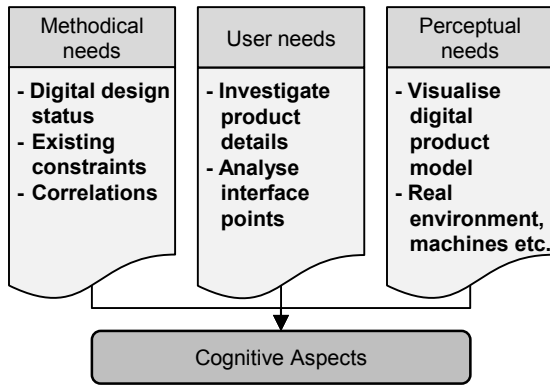 Methodical
needs
- Digital design
status
- Existing
constraints
- Correlations
User needs
- Investigate
product
details
- Analyse
interface
points
Perceptual
needs
- Visualise
digital
product
model
- Real
environment,
machines etc.
Cognitive Aspects